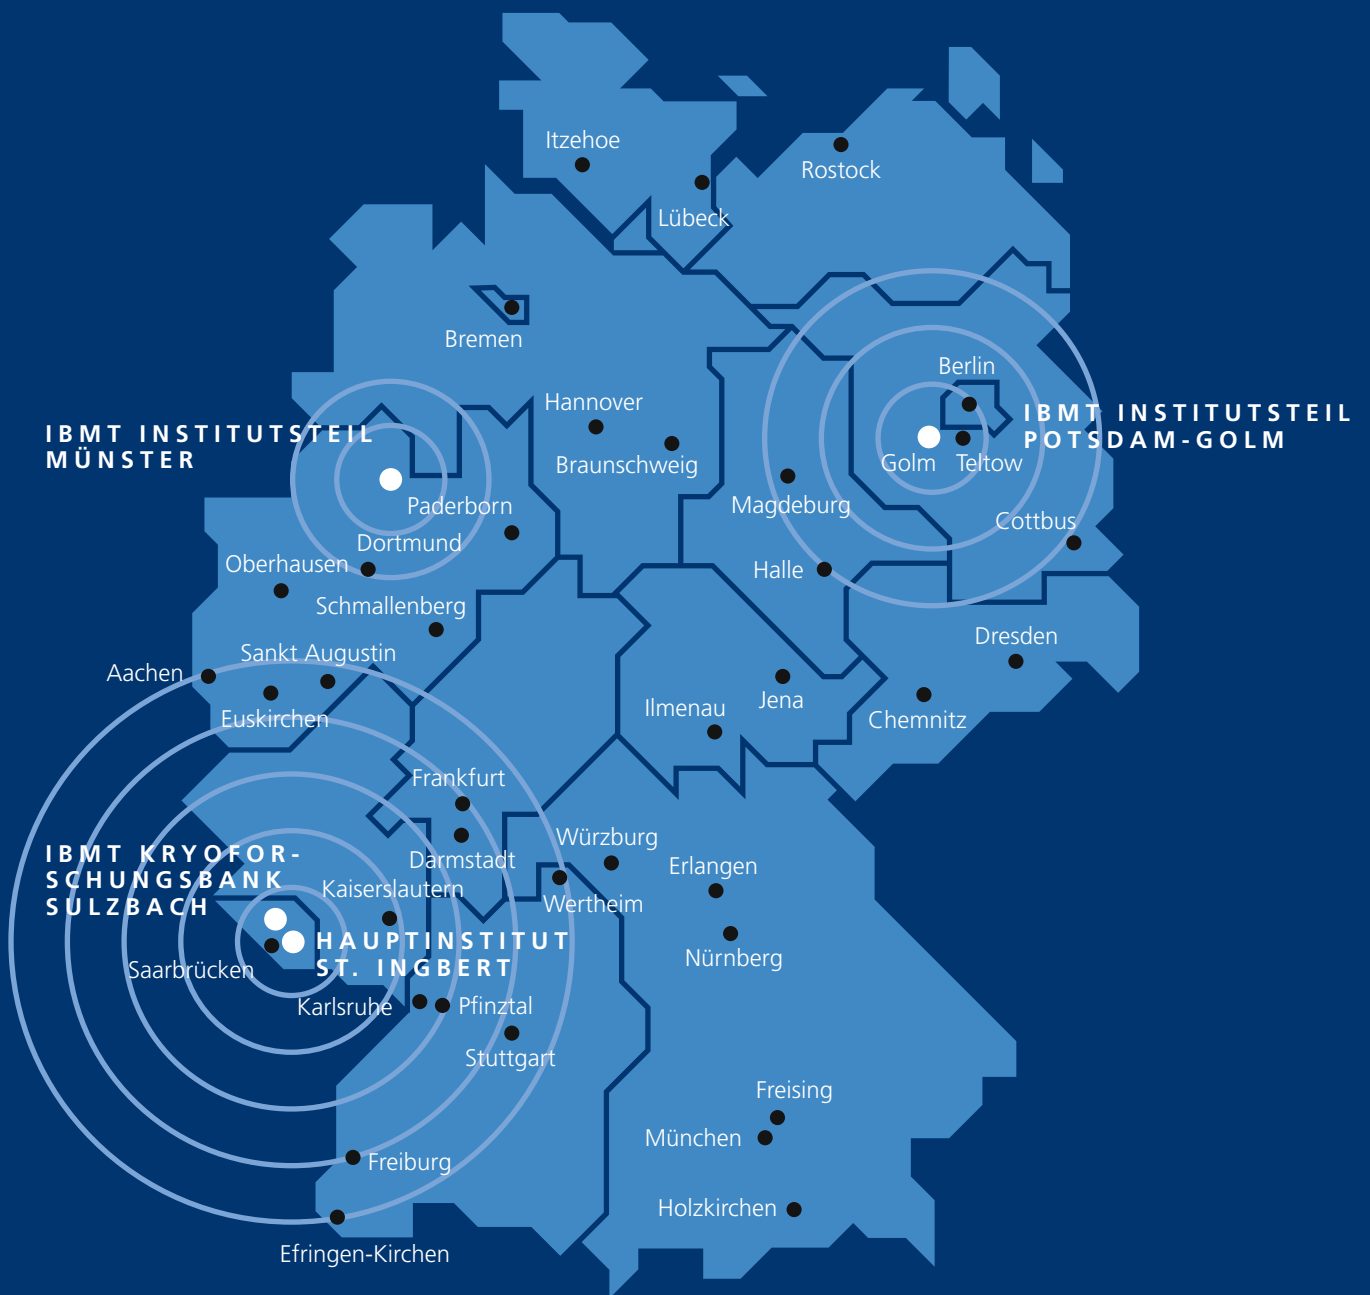 Itzehoe
Rostock
Lübeck
Bremen
Berlin
Hannover
IBMT INSTITUTSTEIL
POTSDAM-GOLM
IBMT INSTITUTSTEIL
MÜNSTER
Braunschweig
Golm
Teltow
Magdeburg
Paderborn
Cottbus
Dortmund
Oberhausen
Halle
Schmallenberg
Dresden
Sankt Augustin
Aachen
Jena
Ilmenau
Euskirchen
Chemnitz
Frankfurt
Würzburg
IBMT KRYOFOR-
SCHUNGSBANK
SULZBACH
Darmstadt
Erlangen
Kaiserslautern
Wertheim
HAUPTINSTITUT
ST. INGBERT
Nürnberg
Saarbrücken
Karlsruhe
Pfinztal
Stuttgart
Freising
München
Freiburg
Holzkirchen
Efringen-Kirchen